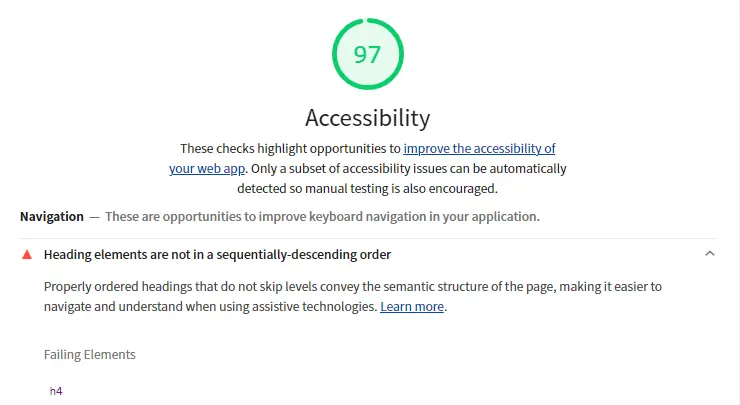 97
Accessibility
These checks highlight opportunities to improve the accessibility of
your web app. Only a subset of accessibility issues can be automatically
detected so manual testing is also encouraged.
Navigation — These are opportunities to improve keyboard navigation in your application.
Heading elements are not in a sequentially-descending order
Properly ordered headings that do not skip levels convey the semantic structure of the page, making it easier to
navigate and understand when using assistive technologies. Learn more.
Failing Elements
h4